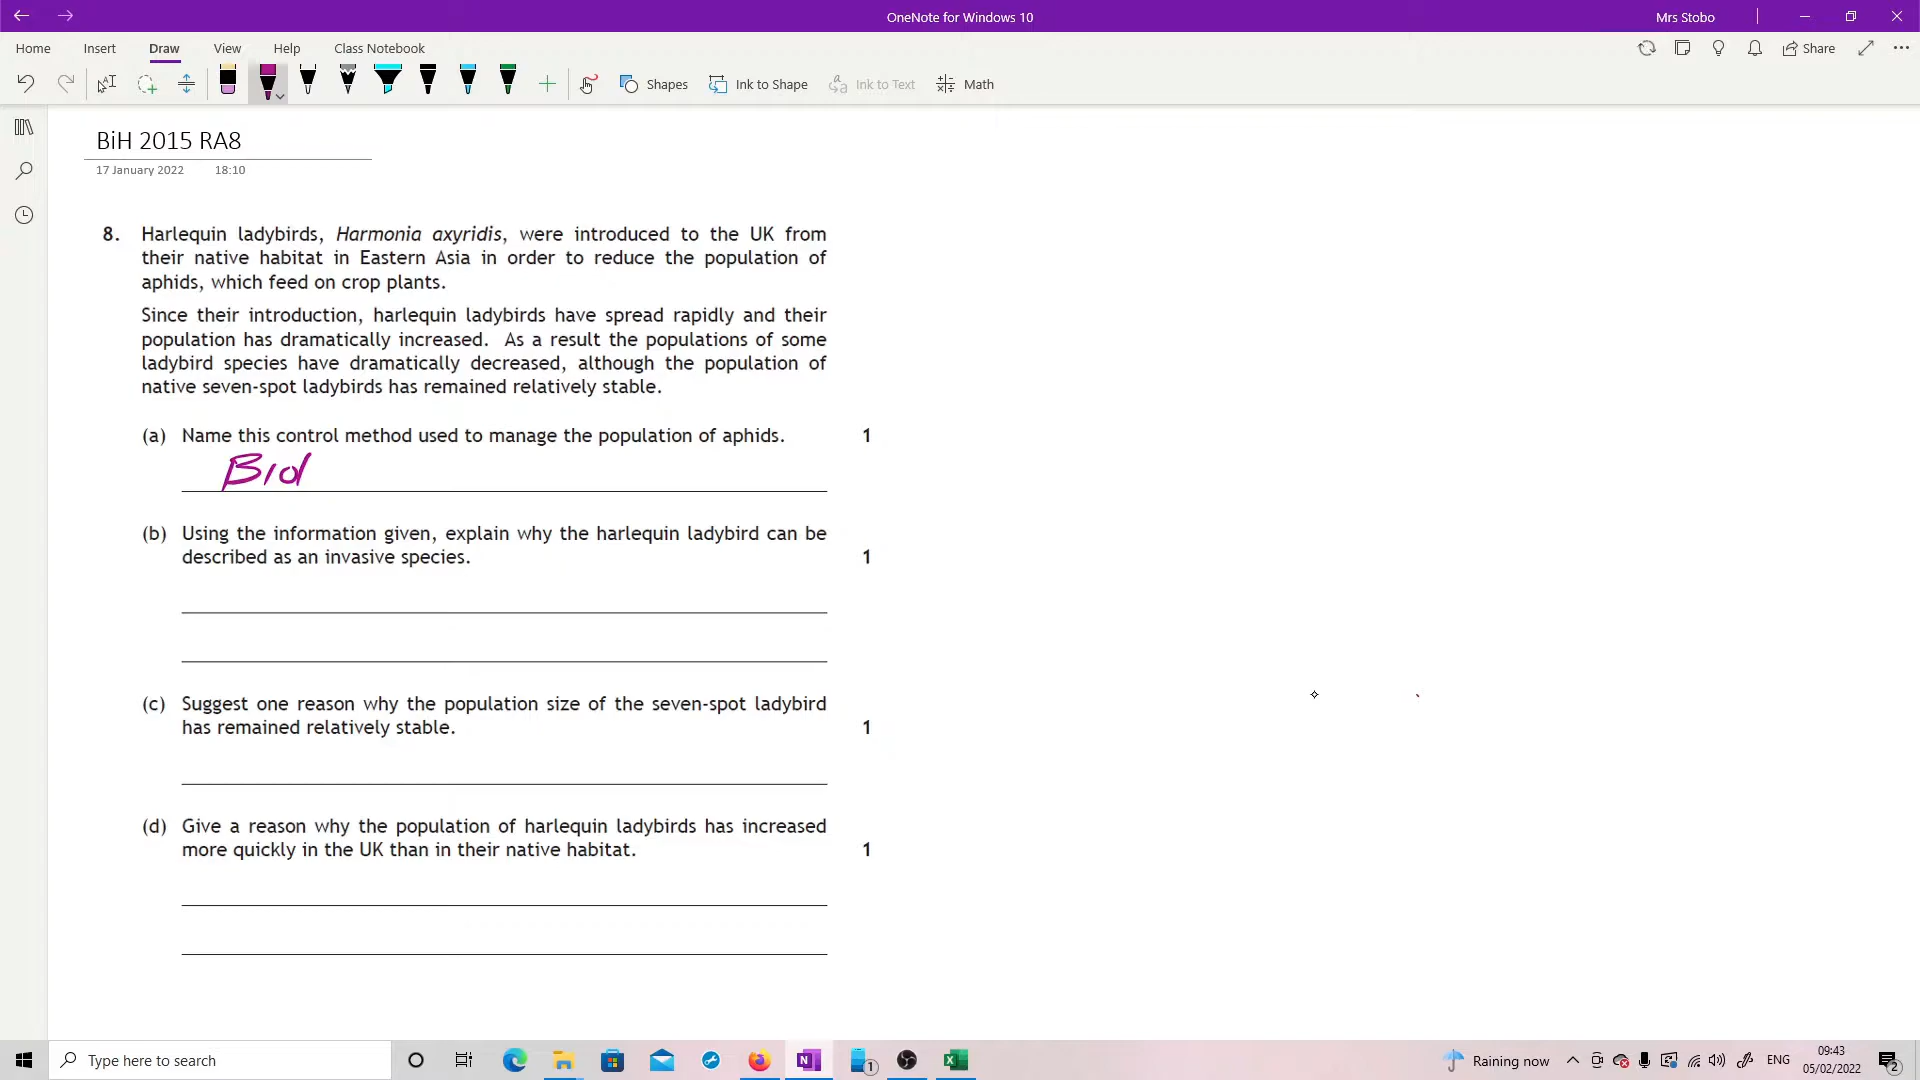 OneNote for Windows 10
Mrs Stobo
Home Insert Draw View Help Class Notebook
Share
Shapes Ink to Shape Ink to Text Math
BiH 2015 RA8
17 January 2022 18:10
8. Harlequin ladybirds, Harmonia axyridis, were introduced to the UK from
their native habitat in Eastern Asia in order to reduce the population of
aphids, which feed on crop plants.
Since their introduction, harlequin ladybirds have spread rapidly and their
population has dramatically increased. As a result the populations of some
ladybird species have dramatically decreased, although the population of
native seven-spot ladybirds has remained relatively stable.
(a) Name this control method used to manage the population of aphids. 1
Biol
(b) Using the information given, explain why the harlequin ladybird can be
described as an invasive species. 1
(c) Suggest one reason why the population size of the seven-spot ladybird
has remained relatively stable. 1
(d) Give a reason why the population of harlequin ladybirds has increased
more quickly in the UK than in their native habitat. 1
Type here to search
1
Raining now
ENG
09:43
05/02/2022
2